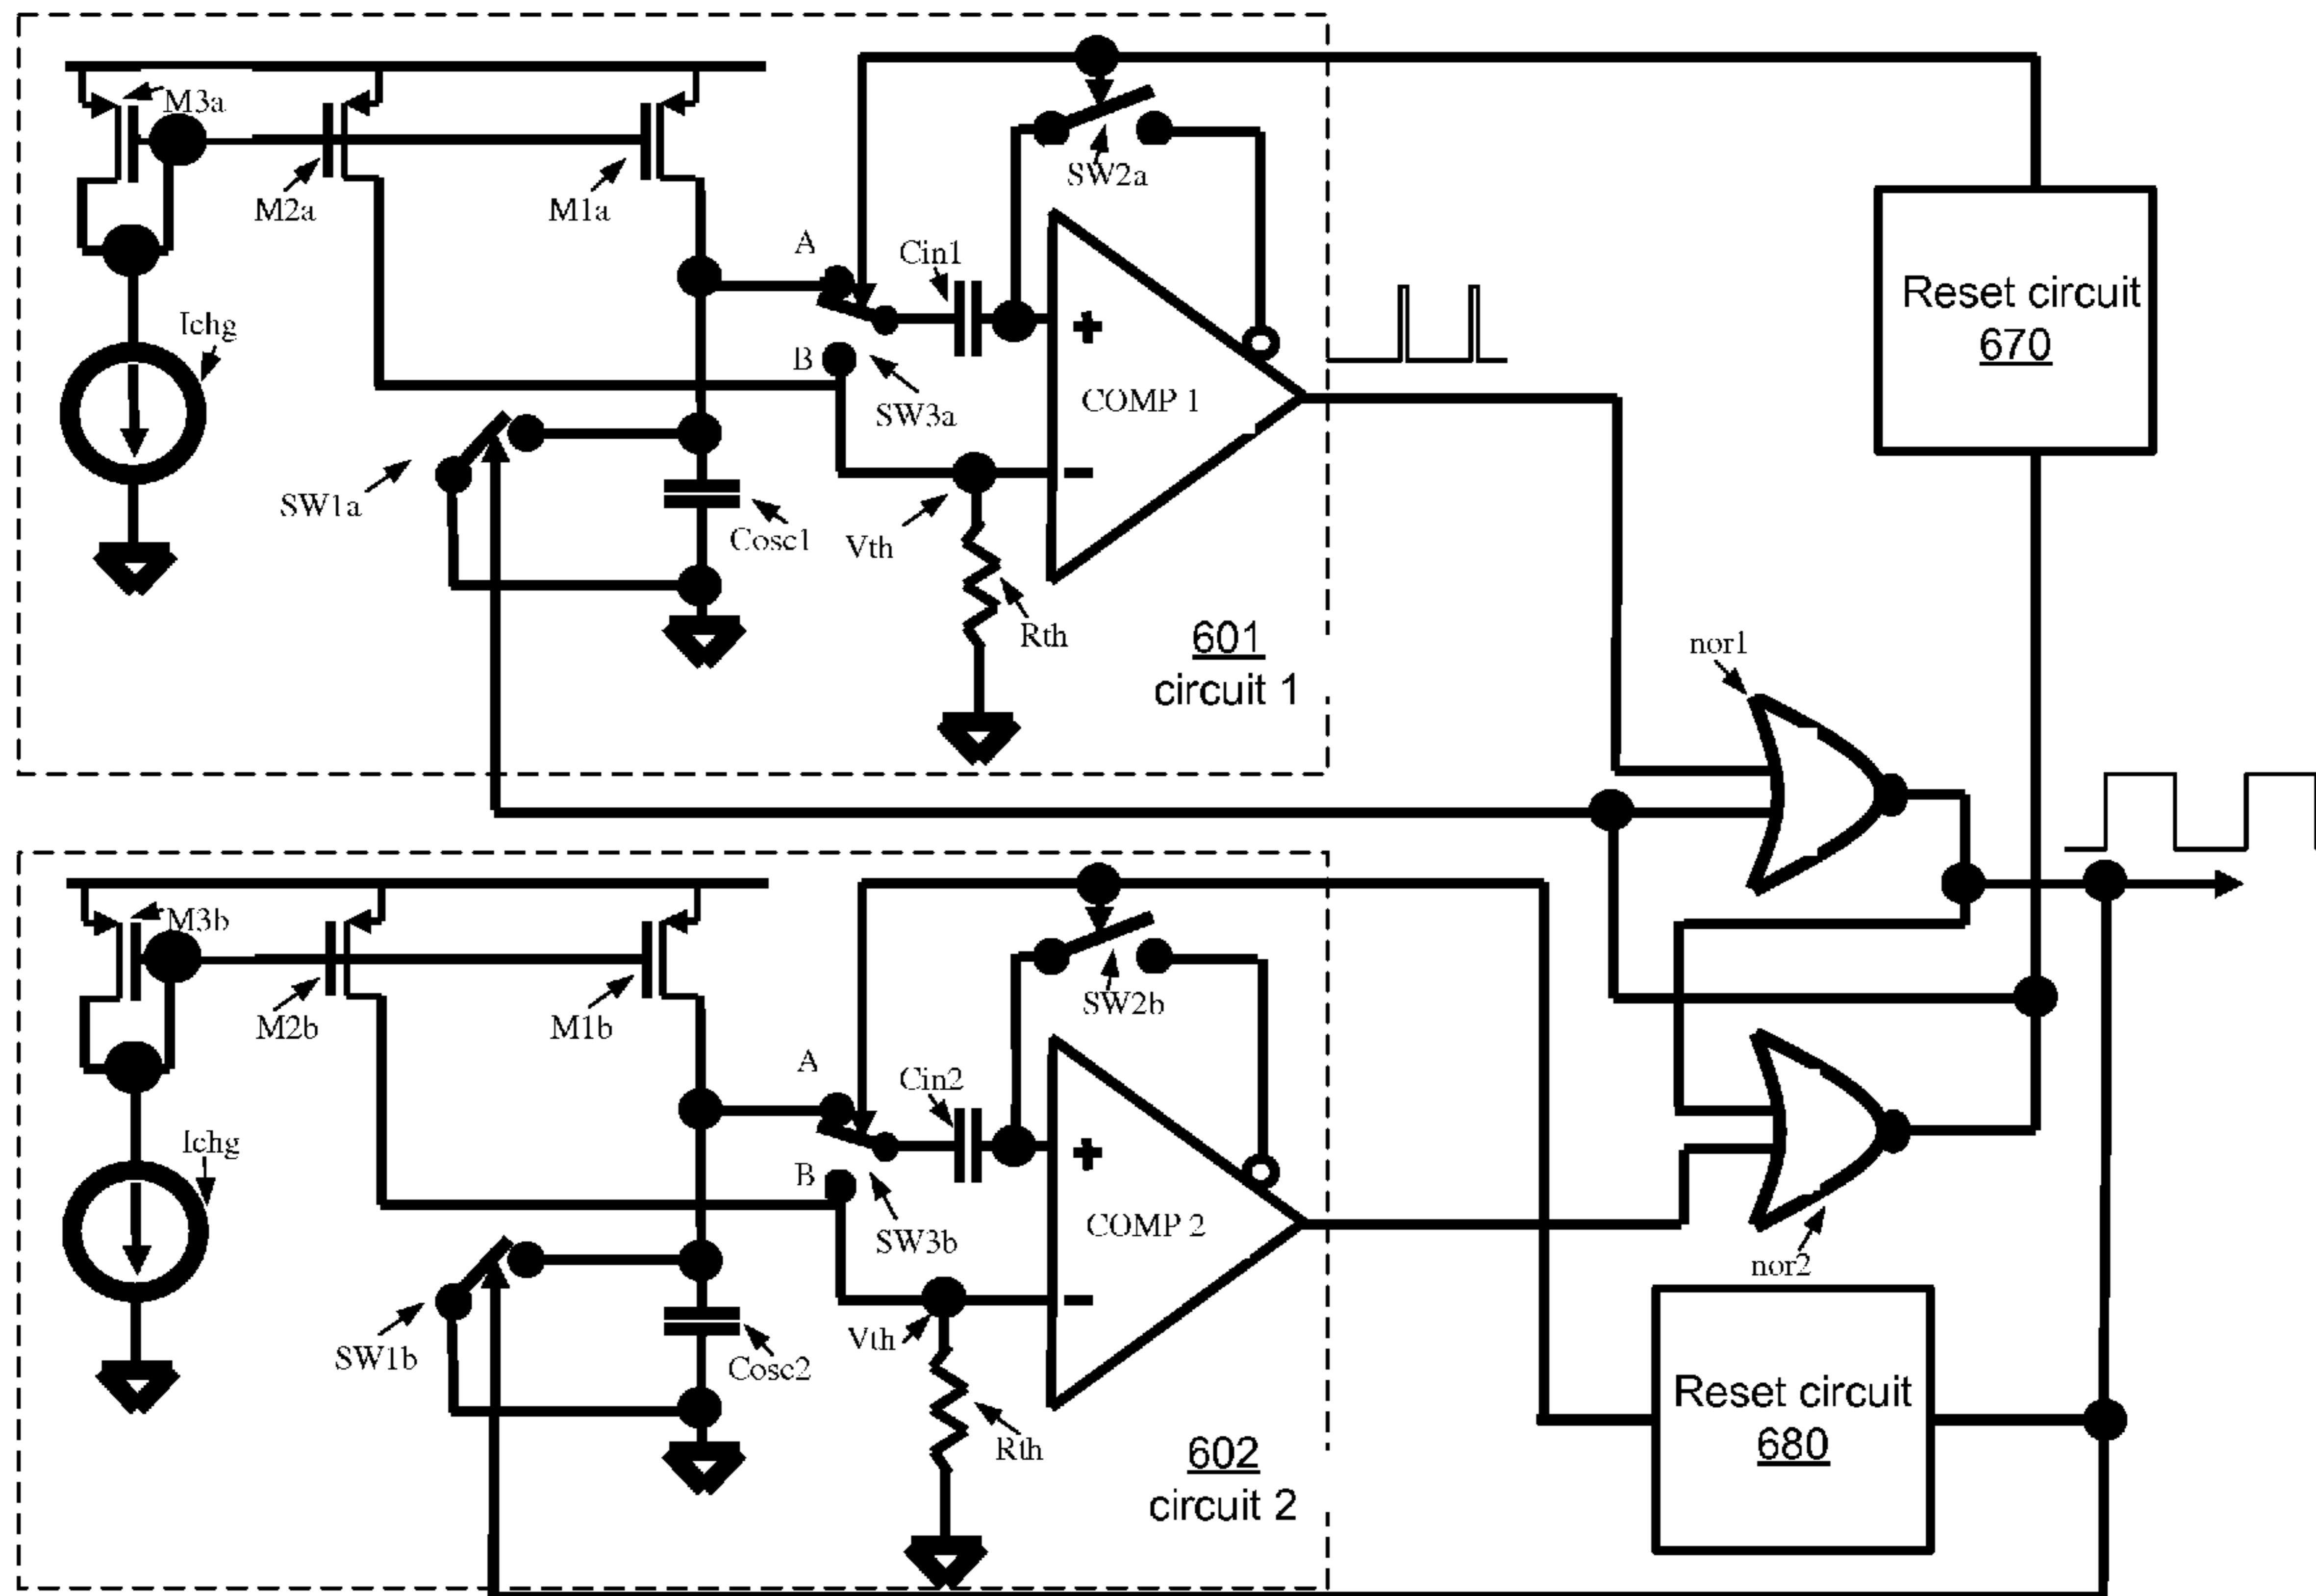 M3a
M2a
M1a
SW2a
A
Cin1
Ichg
B
SW3a
+
COMP 1
-
SW1a
Cosc1
Vth
Rth
601
circuit 1
Reset circuit
670
nor1
M3b
M2b
M1b
SW2b
A
Cin2
Ichg
B
SW3b
+
COMP 2
-
SW1b
Cosc2
Vth
Rth
602
circuit 2
nor2
Reset circuit
680